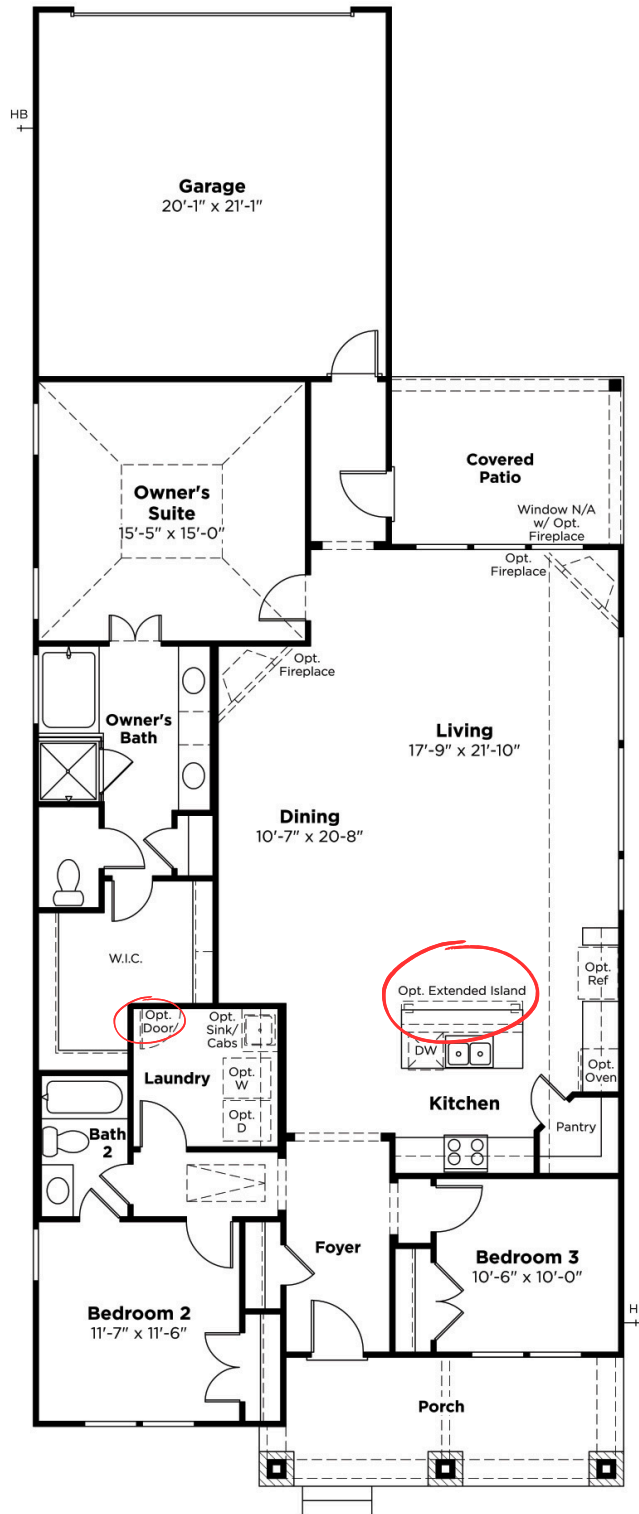 HB
Garage
20'-1" x 21'-1"
Covered
Patio
Owner's
Suite
15'-5" x 15'-0"
Window N/A
w/ Opt.
Fireplace
Opt.
Fireplace
Opt.
Fireplace
Owner's
Bath
Living
17'-9" x 21'-10"
Dining
10'-7" x 20-8"
W.I.C.
Opt.
Door/
Opt.
Sink/
Cabs
Opt. Extended Island
Opt.
Ref
DW
Laundry
Opt.
W
Opt.
Oven
Opt.
D
Kitchen
Pantry
Bath
2
Foyer
Bedroom 3
10'-6" x 10'-0"
Bedroom 2
11'-7" x 11'-6"
H
Porch